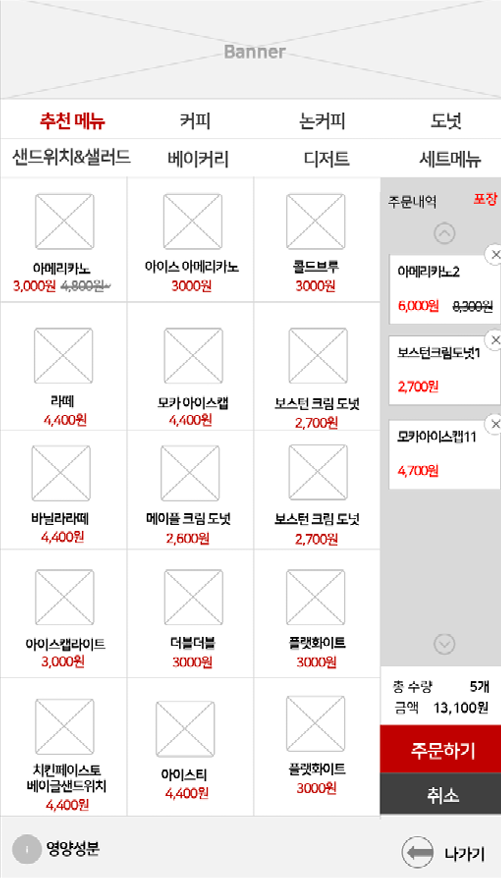 Banner
추천 메뉴 커피 논커피 도넛
샌드위치&샐러드 베이커리 디저트 세트메뉴
아메리카노
3,000원 4,800원~
아이스 아메리카노
3000원
콜드브루
3000원
라떼
4,400원
모카 아이스캡
4,400원
보스턴 크림 도넛
2,700원
바닐라라떼
4,400원
메이플 크림 도넛
2,600원
보스턴 크림 도넛
2,700원
아이스캡라이트
3,000원
더블더블
3000원
플랫화이트
3000원
치킨페이스토
베이글샌드위치
4,400원
아이스티
4,400원
플랫화이트
3000원
주문내역 포장
아메리카노2
6,000원 8,300원
보스턴크림도넛1
2,700원
모카아이스캡11
4,700원
총 수량 5개
금액 13,100원
주문하기
취소
i 영양성분
나가기